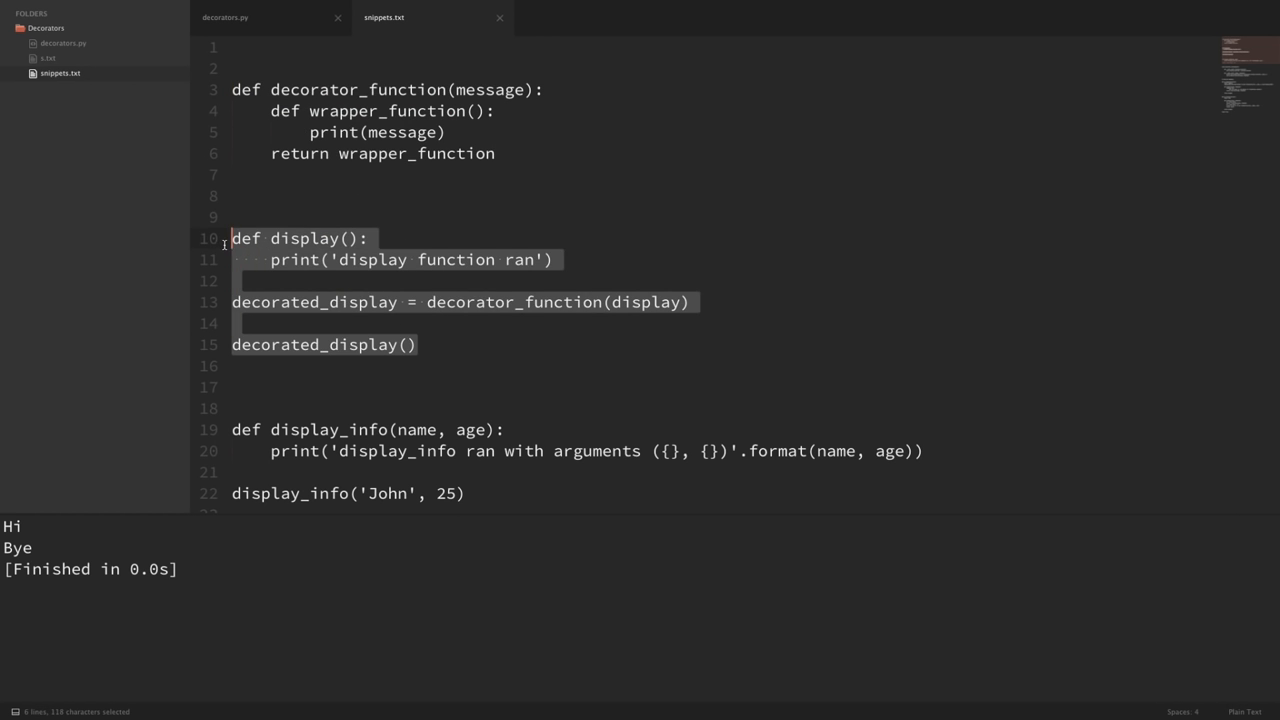 FOLDERS
Decorators
decorators.py
s.txt
snippets.txt
decorators.py
snippets.txt
1
2
3 def decorator_function(message):
4     def wrapper_function():
5         print(message)
6     return wrapper_function
7
8
9
10 def display():
11     print('display function ran')
12
13 decorated_display = decorator_function(display)
14
15 decorated_display()
16
17
18
19 def display_info(name, age):
20     print('display_info ran with arguments ({}, {})'.format(name, age))
21
22 display_info('John', 25)
Hi
Bye
[Finished in 0.0s]
6 lines, 118 characters selected
Spaces: 4
Plain Text